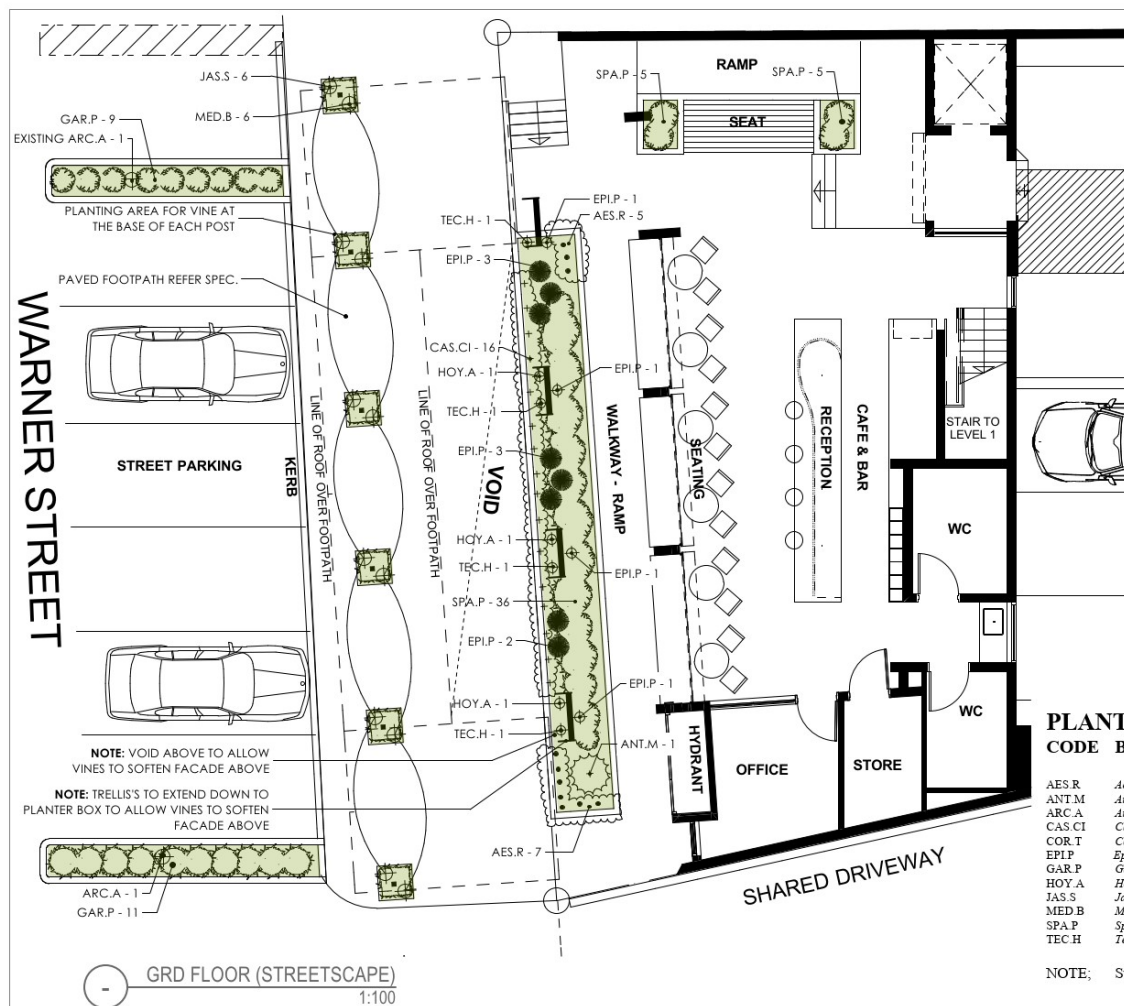 RAMP
SPA.P - 5
SPA.P - 5
JAS.S - 6
MED.B - 6
SEAT
GAR.P - 9
EXISTING ARC.A - 1
PLANTING AREA FOR VINE AT
THE BASE OF EACH POST
EPI.P - 1
TEC.H - 1
AES.R - 5
EPI.P - 3
PAVED FOOTPATH REFER SPEC.
WARNER STREET
CAS.CI - 16
HOY.A - 1
EPI.P - 1
TEC.H - 1
LINE OF ROOF OVER FOOTPATH
LINE OF ROOF OVER FOOTPATH
STREET PARKING
KERB
VOID
WALKWAY - RAMP
SEATING
RECEPTION
CAFE & BAR
STAIR TO
LEVEL 1
EPI.P - 3
HOY.A - 1
TEC.H - 1
EPI.P - 1
WC
SPA.P - 36
EPI.P - 2
EPI.P - 1
HOY.A - 1
TEC.H - 1
ANT.M - 1
HYDRANT
OFFICE
STORE
WC
NOTE: VOID ABOVE TO ALLOW
VINES TO SOFTEN FACADE ABOVE
NOTE: TRELLIS'S TO EXTEND DOWN TO
PLANTER BOX TO ALLOW VINES TO SOFTEN
FACADE ABOVE
AES.R - 7
ARC.A - 1
GAR.P - 11
SHARED DRIVEWAY
PLANT
CODE B
AES.R
ANT.M
ARC.A
CAS.CI
COR.T
EPI.P
GAR.P
HOY.A
JAS.S
MED.B
SPA.P
TEC.H
NOTE;
- GRD FLOOR (STREETSCAPE)
1:100